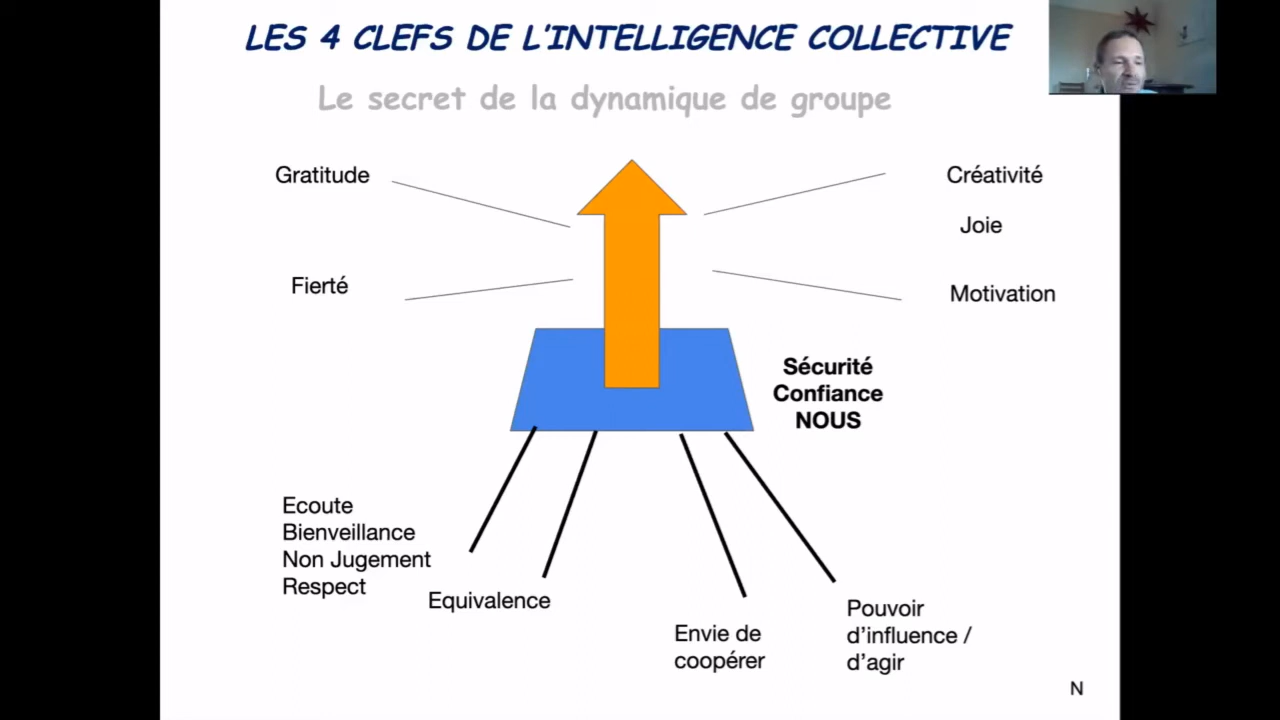 LES 4 CLEFS DE L'INTELLIGENCE COLLECTIVE
Le secret de la dynamique de groupe
Gratitude
Créativité
Joie
Fierté
Motivation
Sécurité
Confiance
NOUS
Ecoute
Bienveillance
Non Jugement
Respect
Equivalence
Envie de
coopérer
Pouvoir
d’influence /
d’agir
N